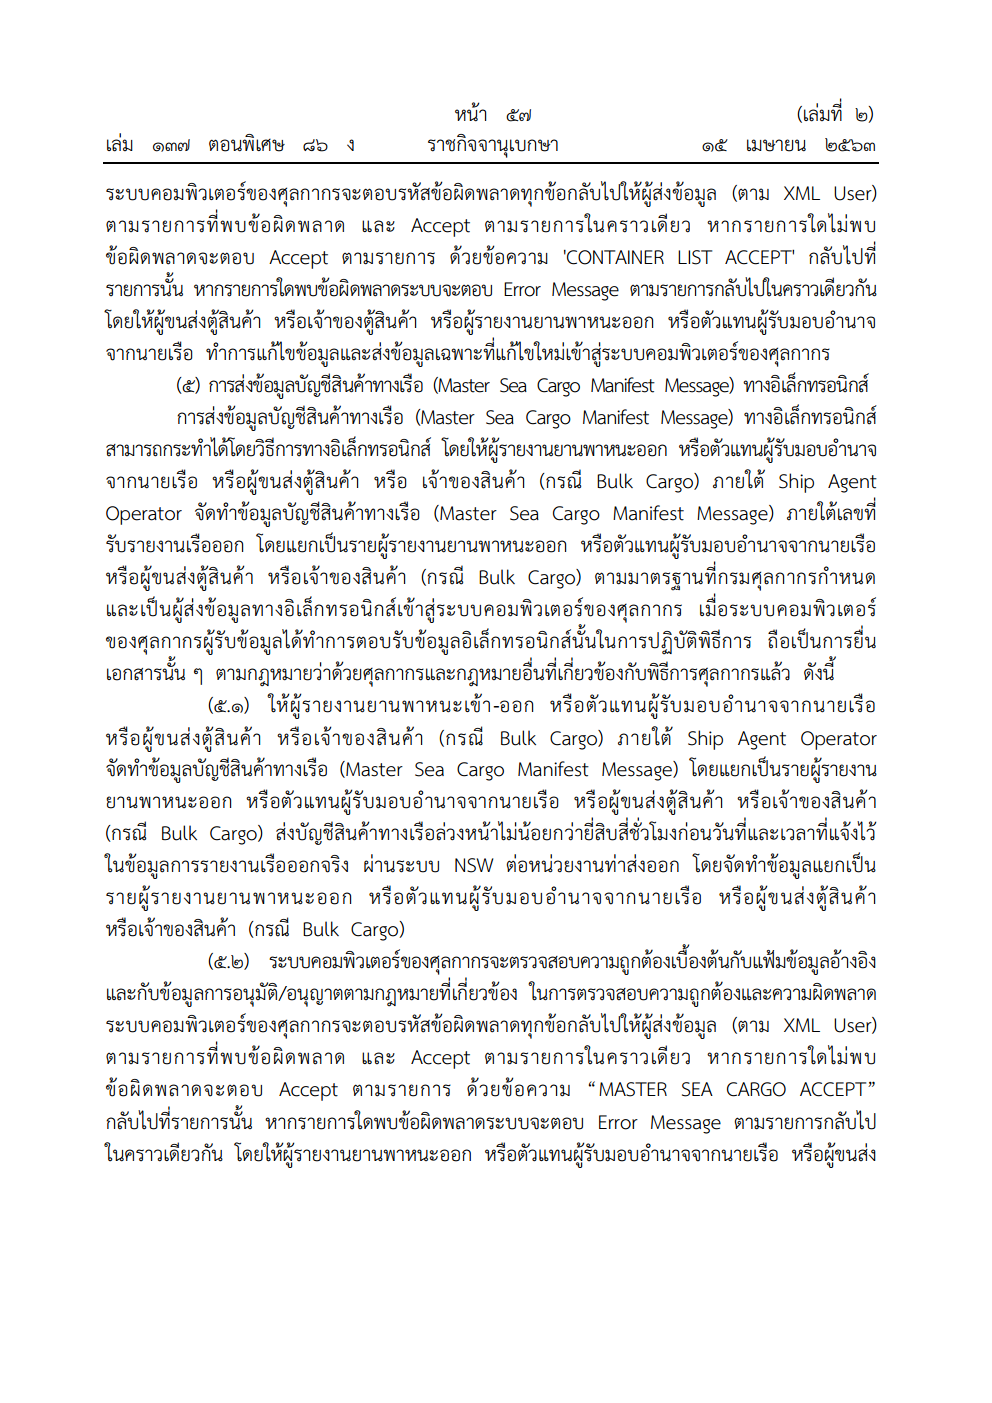 หน้า ๕๗
(เล่มที่ ๒)
เล่ม ๑๓๗ ตอนพิเศษ ๘๖ ง ราชกิจจานุเบกษา ๑๕ เมษายน ๒๕๖๓
ระบบคอมพิวเตอร์ของศุลกากรจะตอบรหัสข้อผิดพลาดทุกข้อกลับไปให้ผู้ส่งข้อมูล (ตาม XML User)
ตามรายการที่พบข้อผิดพลาด และ Accept ตามรายการในคราวเดียว หากรายการใดไม่พบ
ข้อผิดพลาดจะตอบ Accept ตามรายการ ด้วยข้อความ 'CONTAINER LIST ACCEPT' กลับไปที่
รายการนั้น หากรายการใดพบข้อผิดพลาดระบบจะตอบ Error Message ตามรายการกลับไปในคราวเดียวกัน
โดยให้ผู้ขนส่งตู้สินค้า หรือเจ้าของตู้สินค้า หรือผู้รายงานยานพาหนะออก หรือตัวแทนผู้รับมอบอำนาจ
จากนายเรือ ทำการแก้ไขข้อมูลและส่งข้อมูลเฉพาะที่แก้ไขใหม่เข้าสู่ระบบคอมพิวเตอร์ของศุลกากร
(๕) การส่งข้อมูลบัญชีสินค้าทางเรือ (Master Sea Cargo Manifest Message) ทางอิเล็กทรอนิกส์
การส่งข้อมูลบัญชีสินค้าทางเรือ (Master Sea Cargo Manifest Message) ทางอิเล็กทรอนิกส์
สามารถกระทำได้โดยวิธีการทางอิเล็กทรอนิกส์ โดยให้ผู้รายงานยานพาหนะออก หรือตัวแทนผู้รับมอบอำนาจ
จากนายเรือ หรือผู้ขนส่งตู้สินค้า หรือ เจ้าของสินค้า (กรณี Bulk Cargo) ภายใต้ Ship Agent
Operator จัดทำข้อมูลบัญชีสินค้าทางเรือ (Master Sea Cargo Manifest Message) ภายใต้เลขที่
รับรายงานเรือออก โดยแยกเป็นรายผู้รายงานยานพาหนะออก หรือตัวแทนผู้รับมอบอำนาจจากนายเรือ
หรือผู้ขนส่งตู้สินค้า หรือเจ้าของสินค้า (กรณี Bulk Cargo) ตามมาตรฐานที่กรมศุลกากรกำหนด
และเป็นผู้ส่งข้อมูลทางอิเล็กทรอนิกส์เข้าสู่ระบบคอมพิวเตอร์ของศุลกากร เมื่อระบบคอมพิวเตอร์
ของศุลกากรผู้รับข้อมูลได้ทำการตอบรับข้อมูลอิเล็กทรอนิกส์นั้นในการปฏิบัติพิธีการ ถือเป็นการยื่น
เอกสารนั้น ๆ ตามกฎหมายว่าด้วยศุลกากรและกฎหมายอื่นที่เกี่ยวข้องกับพิธีการศุลกากรแล้ว ดังนี้
(๕.๑) ให้ผู้รายงานยานพาหนะเข้า-ออก หรือตัวแทนผู้รับมอบอำนาจจากนายเรือ
หรือผู้ขนส่งตู้สินค้า หรือเจ้าของสินค้า (กรณี Bulk Cargo) ภายใต้ Ship Agent Operator
จัดทำข้อมูลบัญชีสินค้าทางเรือ (Master Sea Cargo Manifest Message) โดยแยกเป็นรายผู้รายงาน
ยานพาหนะออก หรือตัวแทนผู้รับมอบอำนาจจากนายเรือ หรือผู้ขนส่งตู้สินค้า หรือเจ้าของสินค้า
(กรณี Bulk Cargo) ส่งบัญชีสินค้าทางเรือล่วงหน้าไม่น้อยกว่ายี่สิบสี่ชั่วโมงก่อนวันที่และเวลาที่แจ้งไว้
ในข้อมูลการรายงานเรือออกจริง ผ่านระบบ NSW ต่อหน่วยงานท่าส่งออก โดยจัดทำข้อมูลแยกเป็น
รายผู้รายงานยานพาหนะออก หรือตัวแทนผู้รับมอบอำนาจจากนายเรือ หรือผู้ขนส่งตู้สินค้า
หรือเจ้าของสินค้า (กรณี Bulk Cargo)
(๕.๒) ระบบคอมพิวเตอร์ของศุลกากรจะตรวจสอบความถูกต้องเบื้องต้นกับแฟ้มข้อมูลอ้างอิง
และกับข้อมูลการอนุมัติ/อนุญาตตามกฎหมายที่เกี่ยวข้อง ในการตรวจสอบความถูกต้องและความผิดพลาด
ระบบคอมพิวเตอร์ของศุลกากรจะตอบรหัสข้อผิดพลาดทุกข้อกลับไปให้ผู้ส่งข้อมูล (ตาม XML User)
ตามรายการที่พบข้อผิดพลาด และ Accept ตามรายการในคราวเดียว หากรายการใดไม่พบ
ข้อผิดพลาดจะตอบ Accept ตามรายการ ด้วยข้อความ “MASTER SEA CARGO ACCEPT”
กลับไปที่รายการนั้น หากรายการใดพบข้อผิดพลาดระบบจะตอบ Error Message ตามรายการกลับไป
ในคราวเดียวกัน โดยให้ผู้รายงานยานพาหนะออก หรือตัวแทนผู้รับมอบอำนาจจากนายเรือ หรือผู้ขนส่ง